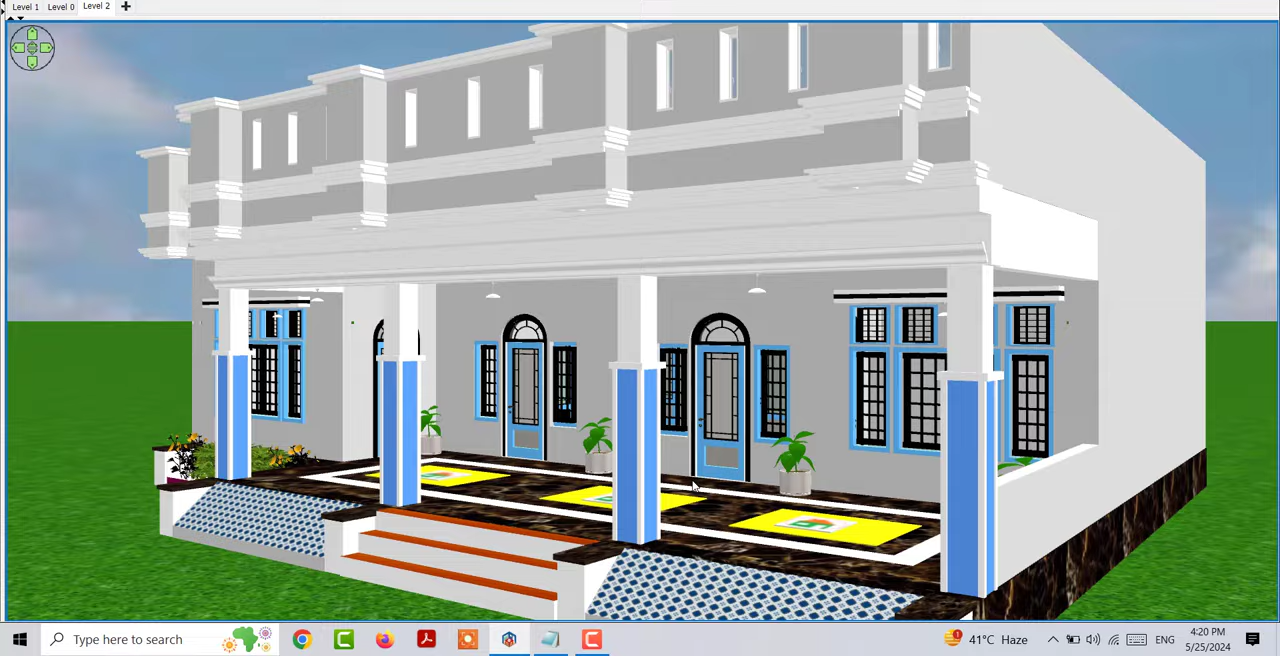 Level 1 Level 0 Level 2
Type here to search
41°C Haze
ENG
4:20 PM
5/25/2024